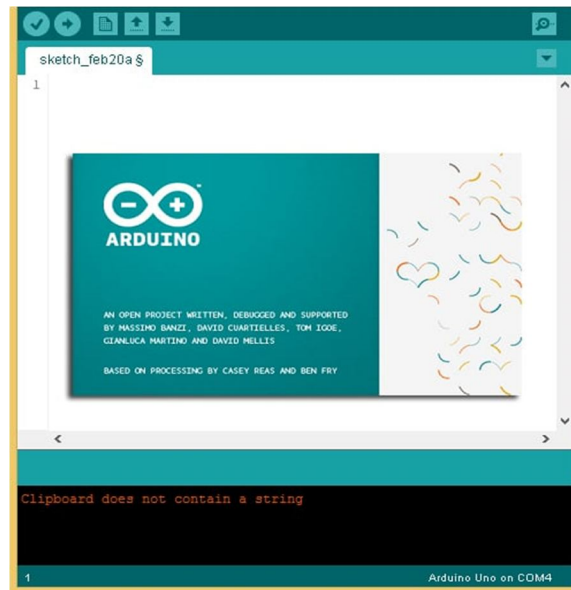 sketch_feb20a §
1
ARDUINO
AN OPEN PROJECT WRITTEN, DEBUGGED AND SUPPORTED
BY MASSIMO BANZI, DAVID CUARTIELLES, TOM IGOE,
GIANLUCA MARTINO AND DAVID MELLIS
BASED ON PROCESSING BY CASEY REAS AND BEN FRY
Clipboard does not contain a string
1 Arduino Uno on COM4